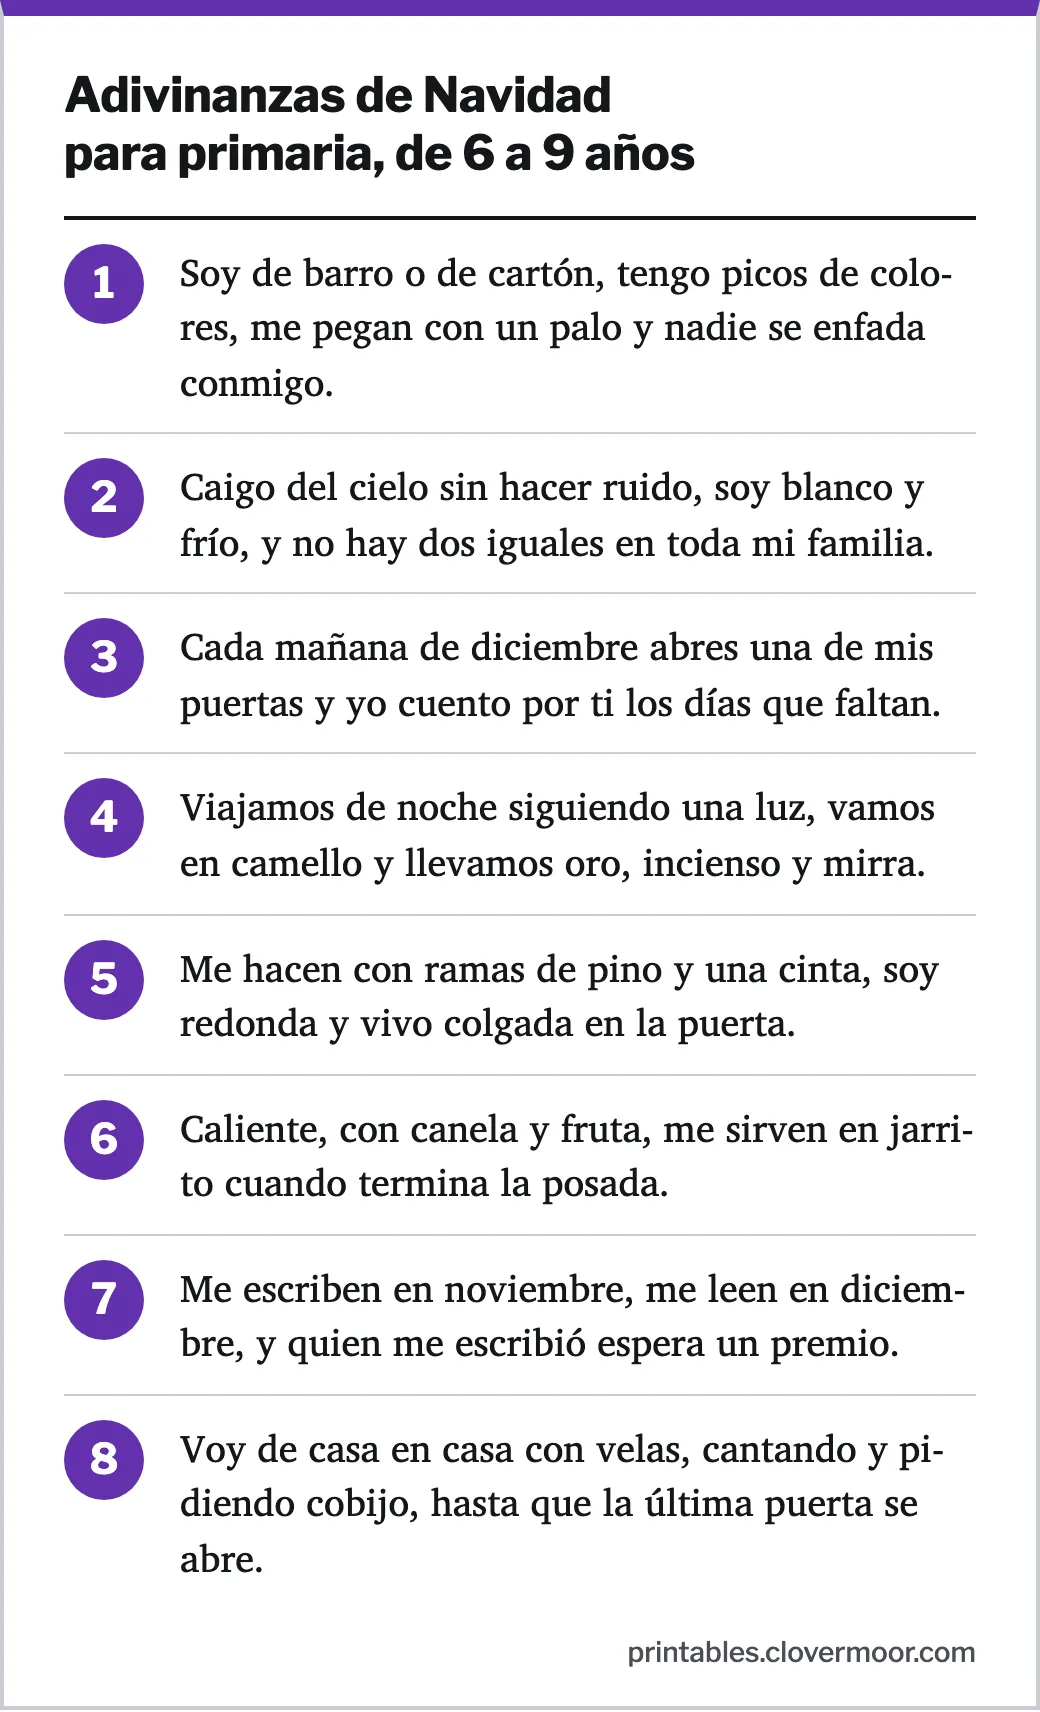 Adivinanzas de Navidad
para primaria, de 6 a 9 años
1
Soy de barro o de cartón, tengo picos de colo-
res, me pegan con un palo y nadie se enfada
conmigo.
2
Caigo del cielo sin hacer ruido, soy blanco y
frío, y no hay dos iguales en toda mi familia.
3
Cada mañana de diciembre abres una de mis
puertas y yo cuento por ti los días que faltan.
4
Viajamos de noche siguiendo una luz, vamos
en camello y llevamos oro, incienso y mirra.
5
Me hacen con ramas de pino y una cinta, soy
redonda y vivo colgada en la puerta.
6
Caliente, con canela y fruta, me sirven en jarri-
to cuando termina la posada.
7
Me escriben en noviembre, me leen en diciem-
bre, y quien me escribió espera un premio.
8
Voy de casa en casa con velas, cantando y pi-
diendo cobijo, hasta que la última puerta se
abre.
printables.clovermoor.com